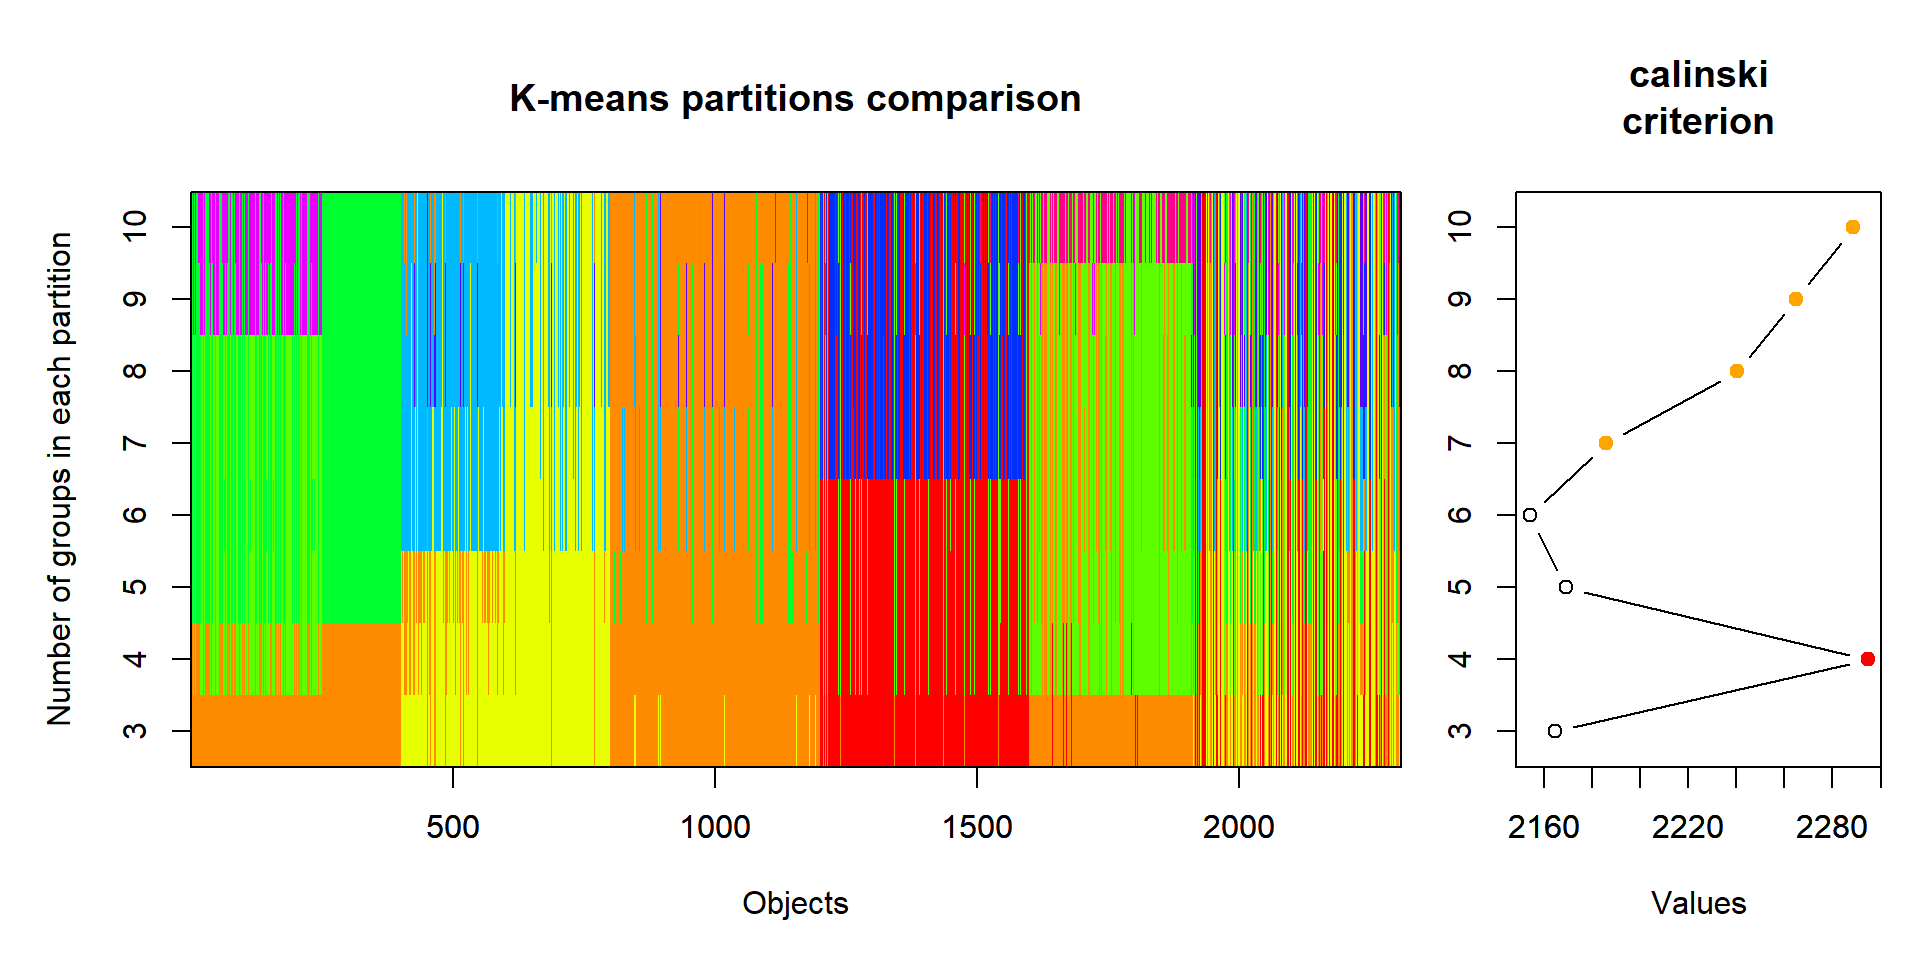 K-means partitions comparison
calinski
criterion
Number of groups in each partition
10
9
8
7
6
5
4
3
500 1000 1500 2000
Objects
10
9
8
7
6
5
4
3
2160 2220 2280
Values